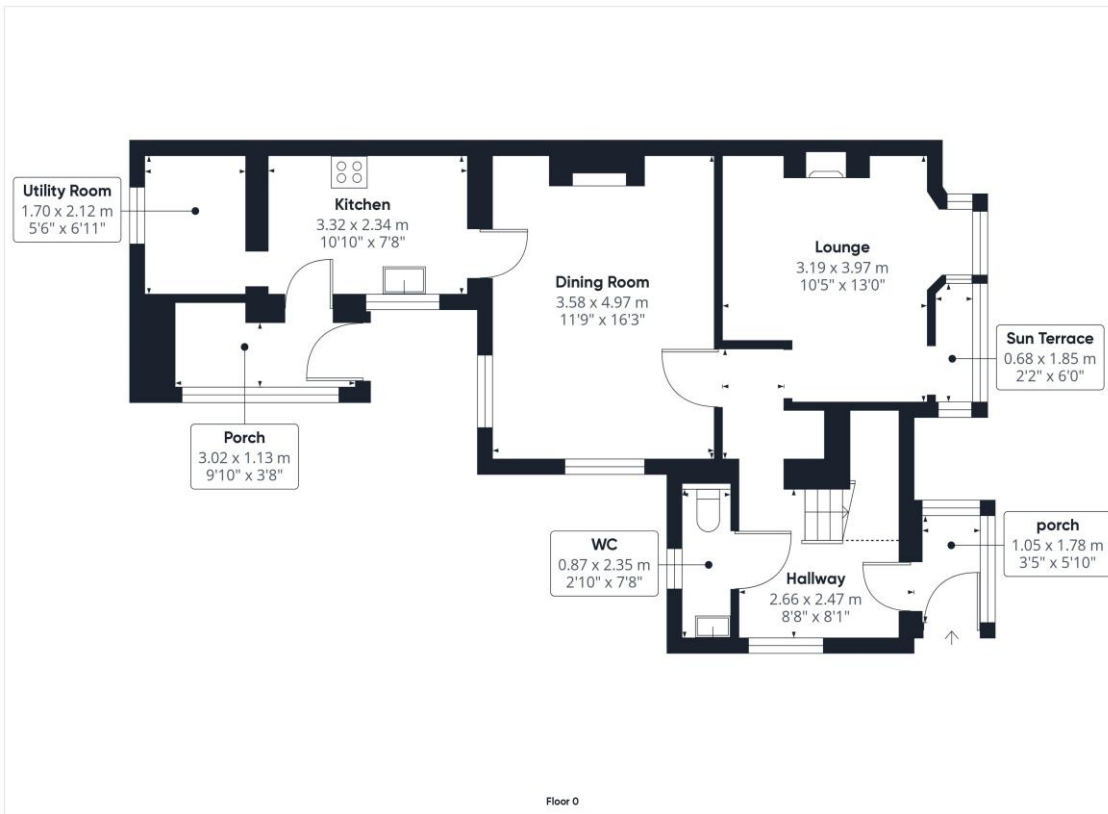 Utility Room
1.70 x 2.12 m
5'6" x 6'11"
Kitchen
3.32 x 2.34 m
10'10" x 7'8"
Dining Room
3.58 x 4.97 m
11'9" x 16'3"
Lounge
3.19 x 3.97 m
10'5" x 13'0"
Sun Terrace
0.68 x 1.85 m
2'2" x 6'0"
Porch
3.02 x 1.13 m
9'10" x 3'8"
WC
0.87 x 2.35 m
2'10" x 7'8"
Hallway
2.66 x 2.47 m
8'8" x 8'1"
porch
1.05 x 1.78 m
3'5" x 5'10"
Floor 0